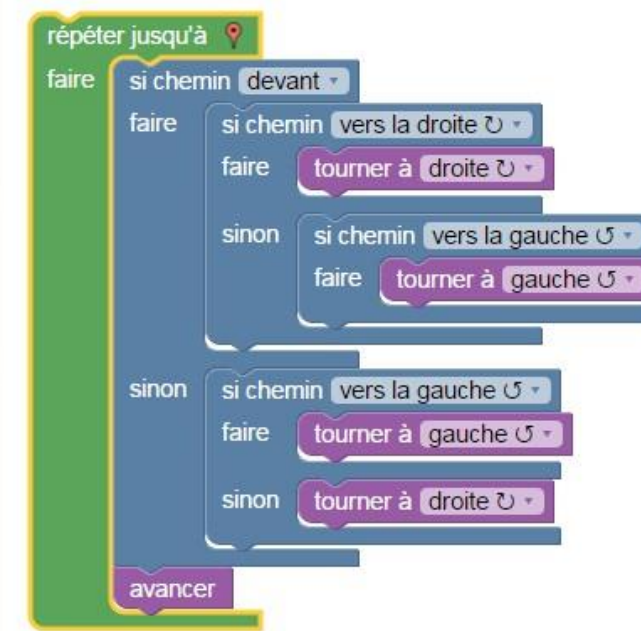 répéter jusqu'à
faire si chemin devant
faire si chemin vers la droite ↻
faire tourner à droite ↻
sinon si chemin vers la gauche ↺
faire tourner à gauche ↺
sinon si chemin vers la gauche ↺
faire tourner à gauche ↺
sinon tourner à droite ↻
avancer